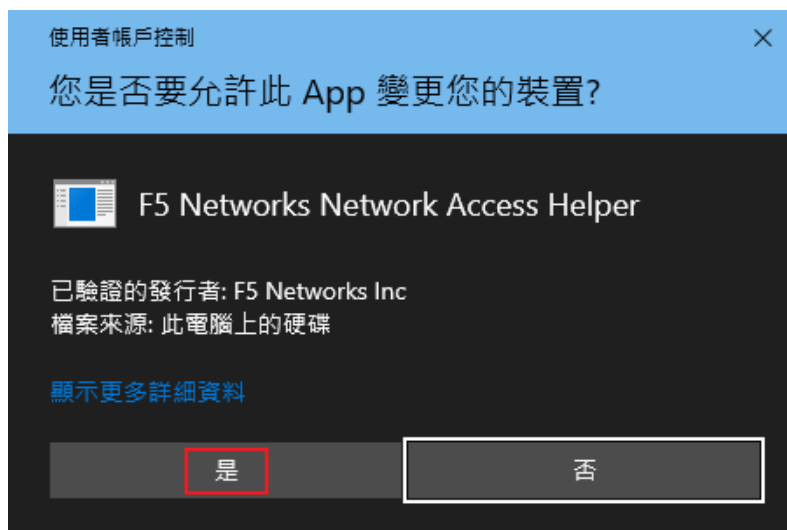 使用者帳戶控制
您是否要允許此 App 變更您的裝置?
F5 Networks Network Access Helper
已驗證的發行者: F5 Networks Inc
檔案來源: 此電腦上的硬碟
顯示更多詳細資料
是
否